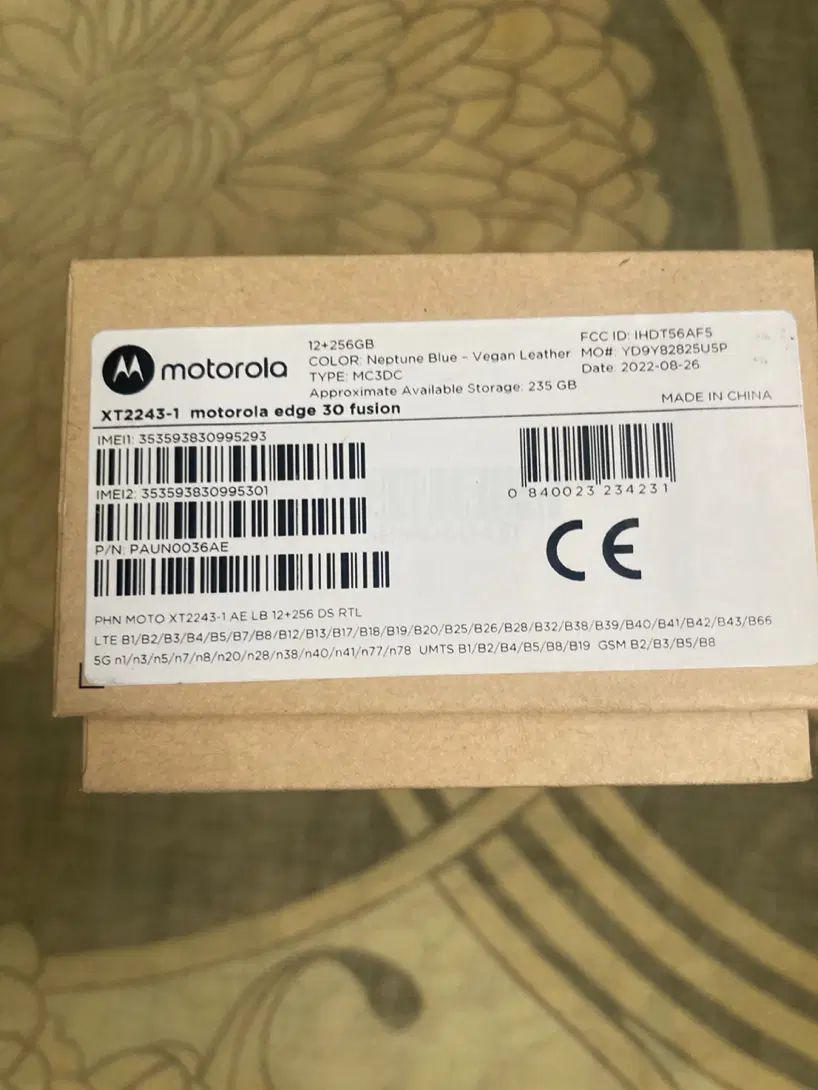 motorola
12+256GB
COLOR: Neptune Blue - Vegan Leather
TYPE: MC3DC
Approximate Available Storage: 235 GB
FCC ID: IHDT56AF5
MO#: YD9Y82825U5P
Date: 2022-08-26
MADE IN CHINA
XT2243-1 motorola edge 30 fusion
IMEI1: 353593830995293
IMEI2: 353593830995301
P/N: PAUN0036AE
0 840023 234231
CE
PHN MOTO XT2243-1 AE LB 12+256 DS RTL
LTE B1/B2/B3/B4/B5/B7/B8/B12/B13/B17/B18/B19/B20/B25/B26/B28/B32/B38/B39/B40/B41/B42/B43/B66
5G n1/n3/n5/n7/n8/n20/n28/n38/n40/n41/n77/n78 UMTS B1/B2/B4/B5/B8/B19 GSM B2/B3/B5/B8